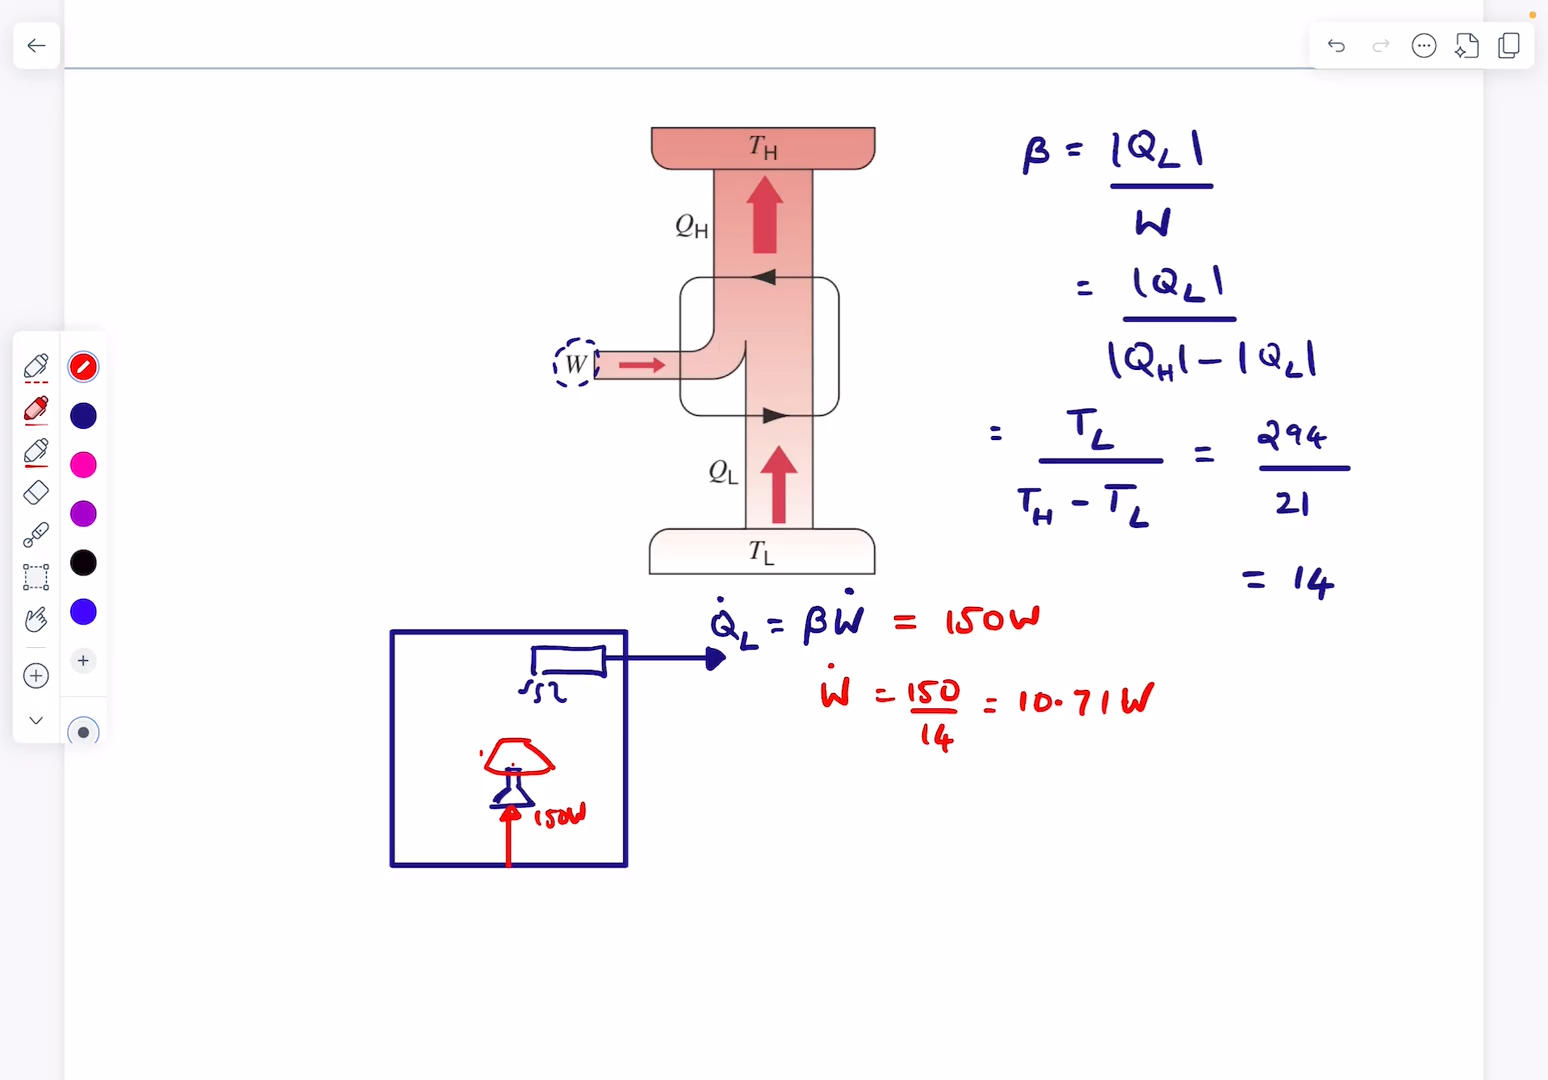 T_H
Q_H
W
Q_L
T_L
β = |Q_L| / W
= |Q_L| / |Q_H| - |Q_L|
= T_L / T_H - T_L = 294 / 21
= 14
Q̇_L = βẆ = 150W
Ẇ = 150 / 14 = 10.71W
150W